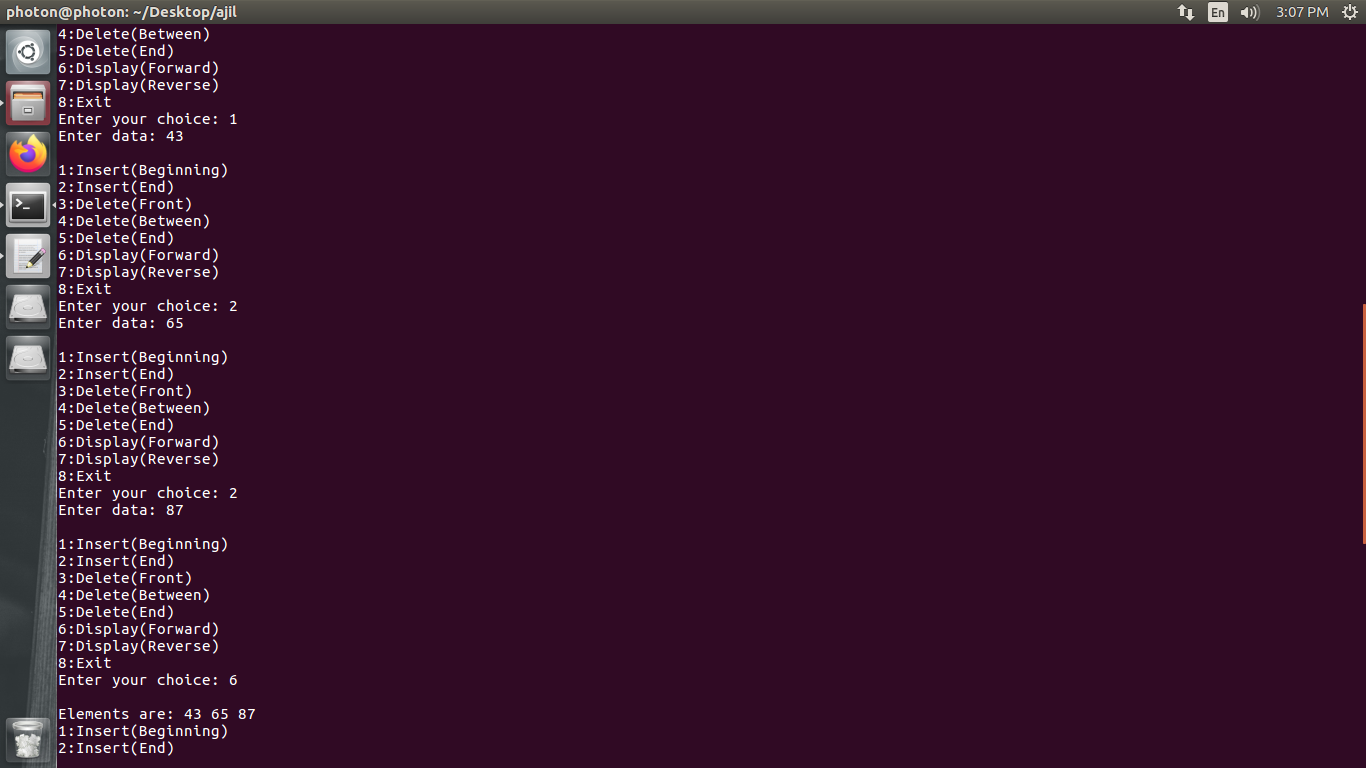 photon@photon: ~/Desktop/ajil
En
3:07 PM
4:Delete(Between)
5:Delete(End)
6:Display(Forward)
7:Display(Reverse)
8:Exit
Enter your choice: 1
Enter data: 43
1:Insert(Beginning)
2:Insert(End)
3:Delete(Front)
4:Delete(Between)
5:Delete(End)
6:Display(Forward)
7:Display(Reverse)
8:Exit
Enter your choice: 2
Enter data: 65
1:Insert(Beginning)
2:Insert(End)
3:Delete(Front)
4:Delete(Between)
5:Delete(End)
6:Display(Forward)
7:Display(Reverse)
8:Exit
Enter your choice: 2
Enter data: 87
1:Insert(Beginning)
2:Insert(End)
3:Delete(Front)
4:Delete(Between)
5:Delete(End)
6:Display(Forward)
7:Display(Reverse)
8:Exit
Enter your choice: 6
Elements are: 43 65 87
1:Insert(Beginning)
2:Insert(End)